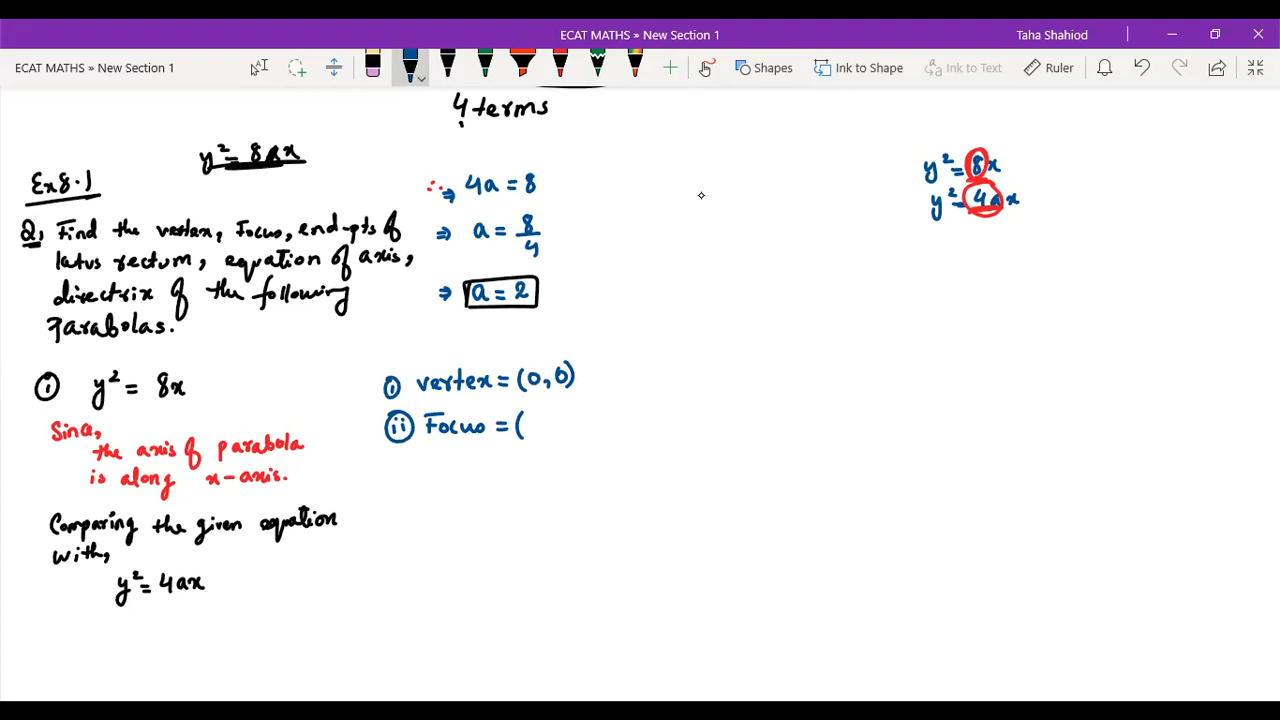 ECAT MATHS » New Section 1
Taha Shahiod
ECAT MATHS » New Section 1
Shapes
Ink to Shape
Ink to Text
Ruler
4 terms
y² = 8ax
Ex 8.1
Q, Find the vertex, Focus, end-pts of
latus rectum, equation of axis,
directrix of the following
Parabolas.
i y² = 8x
Since,
the axis of parabola
is along x-axis.
Comparing the given equation
with,
y² = 4ax
∴ ⇒ 4a = 8
⇒ a = 8/4
⇒ a = 2
i vertex = (0, 0)
ii Focus = (
y² = 8x
y² = 4ax